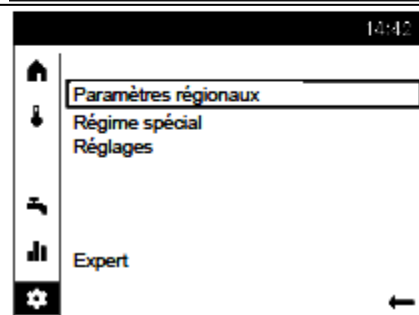 14:42
Paramètres régionaux
Régime spécial
Réglages
Expert